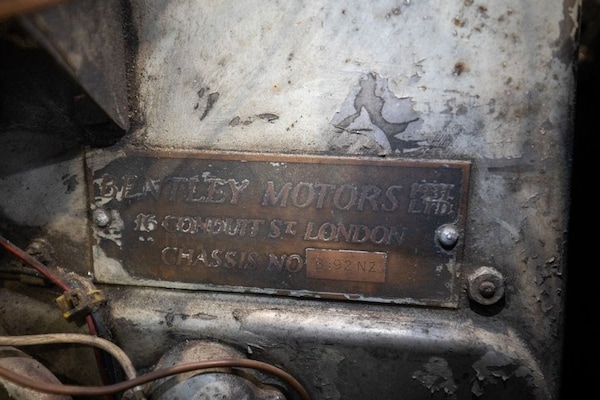 BENTLEY MOTORS LTD.
16 CONDUIT ST. LONDON
CHASSIS NO